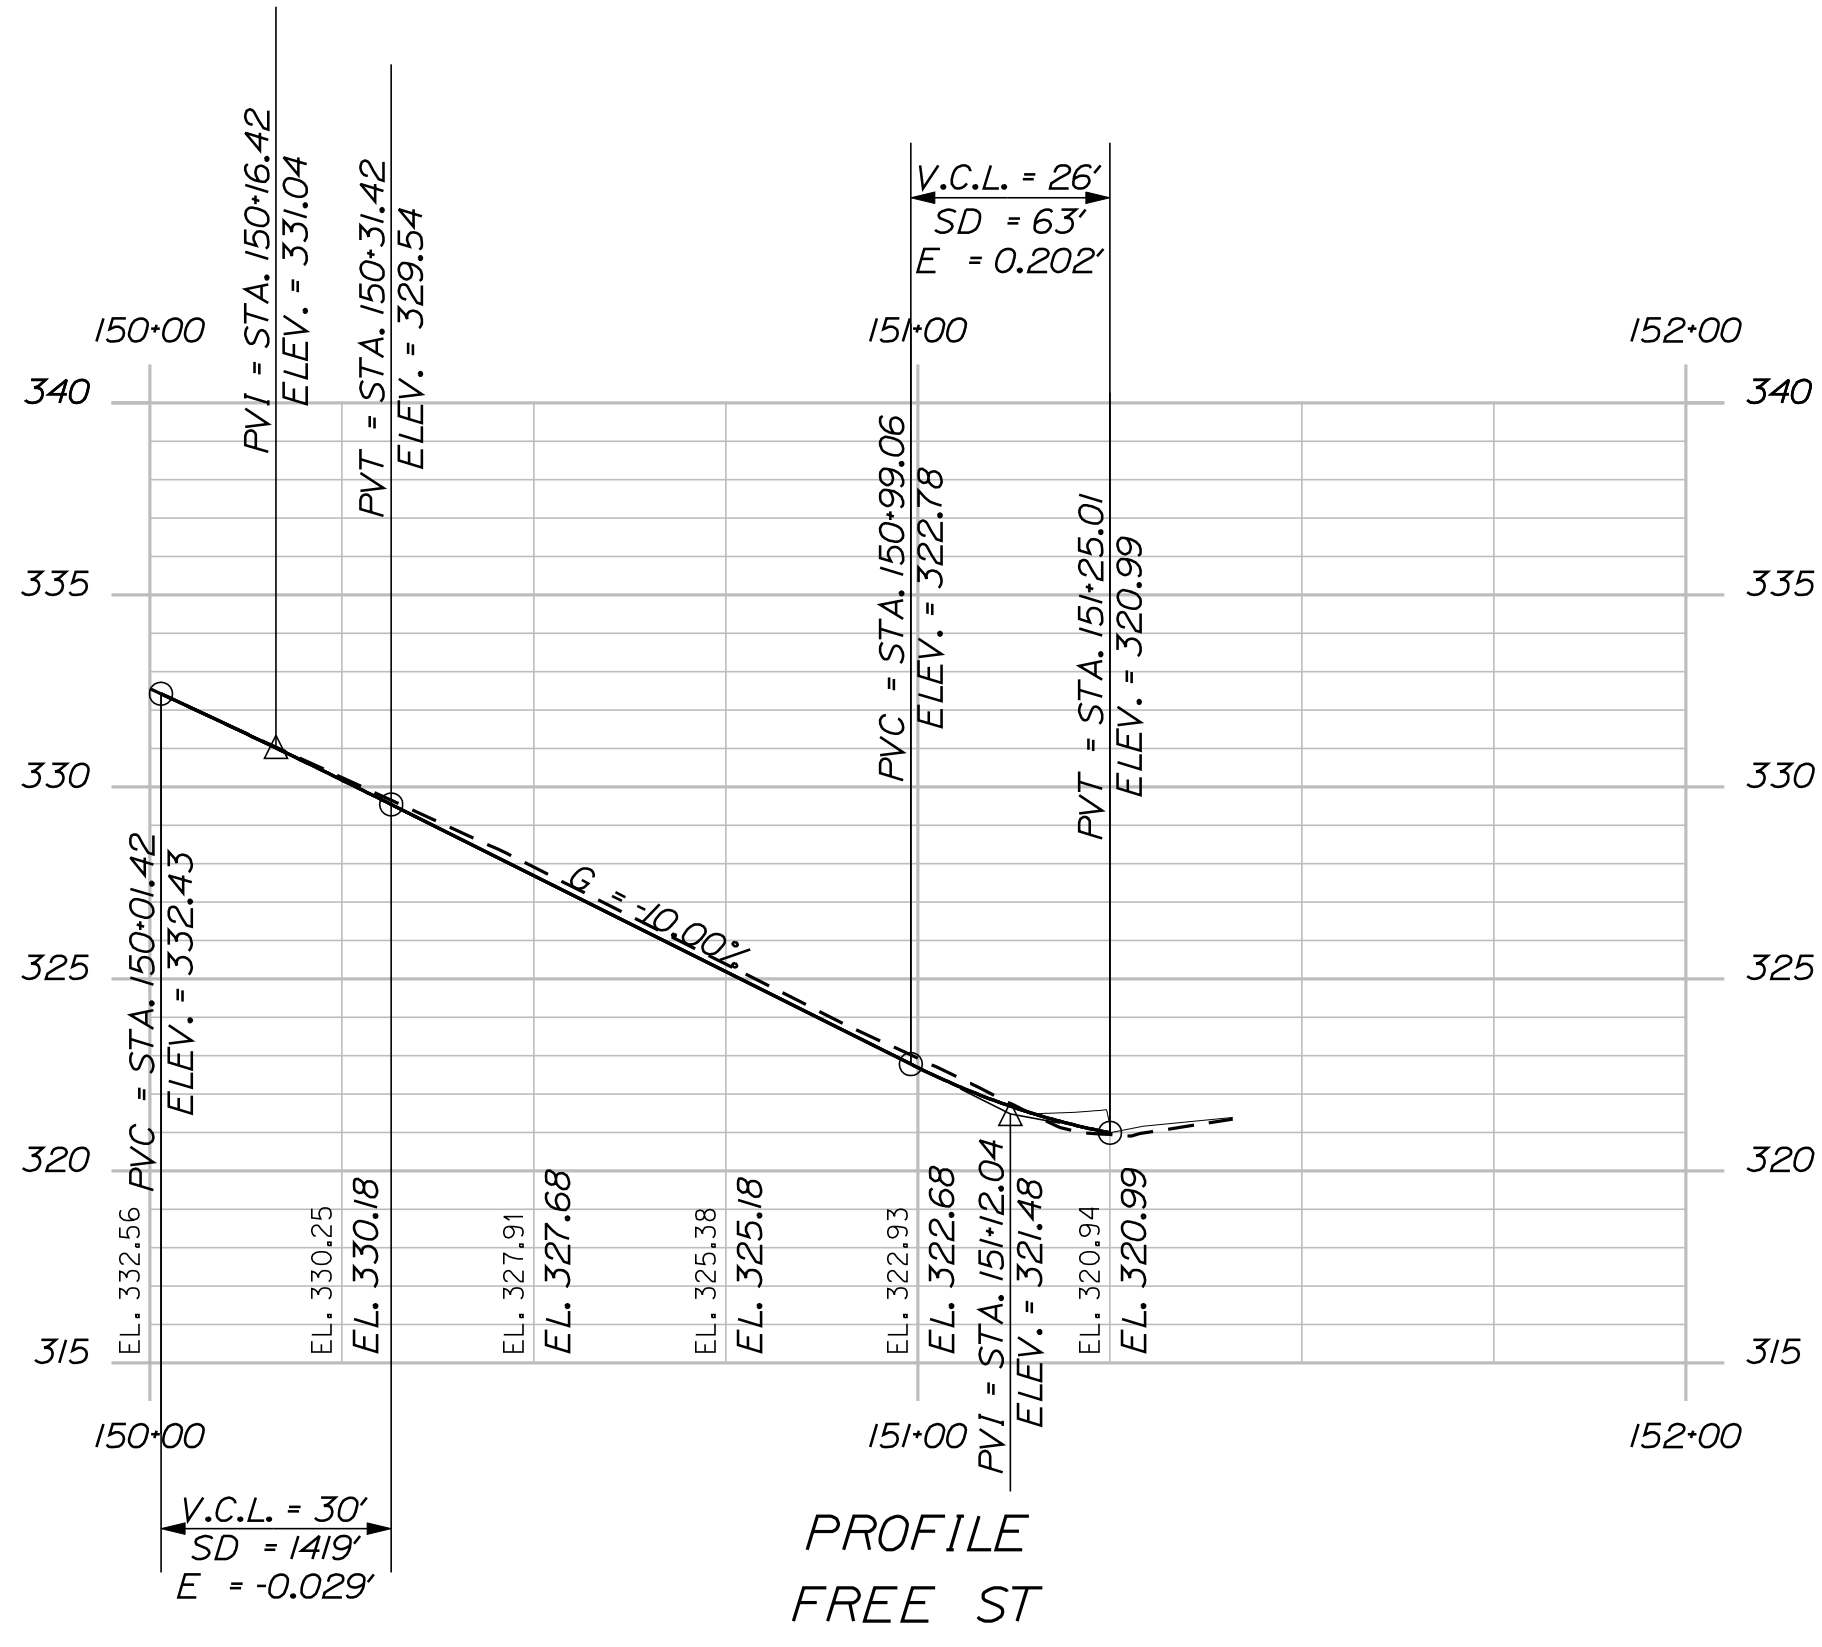 PVI = STA. 150+16.42
ELEV. = 331.04
PVT = STA. 150+31.42
ELEV. = 329.54
V.C.L. = 26'
SD = 63'
E = 0.202'
150+00
151+00
152+00
340
340
PVC = STA. 150+99.06
ELEV. = 322.78
PVT = STA. 151+25.01
ELEV. = 320.99
335
335
330
330
PVC = STA. 150+01.42
ELEV. = 332.43
G = -10.00%
325
325
320
320
EL. 332.56
EL. 330.25
EL. 330.18
EL. 327.91
EL. 327.68
EL. 325.38
EL. 325.18
EL. 322.93
EL. 322.68
PVI = STA. 151+12.04
ELEV. = 321.48
EL. 320.94
EL. 320.99
315
315
150+00
151+00
152+00
V.C.L. = 30'
SD = 1419'
E = -0.029'
PROFILE
FREE ST